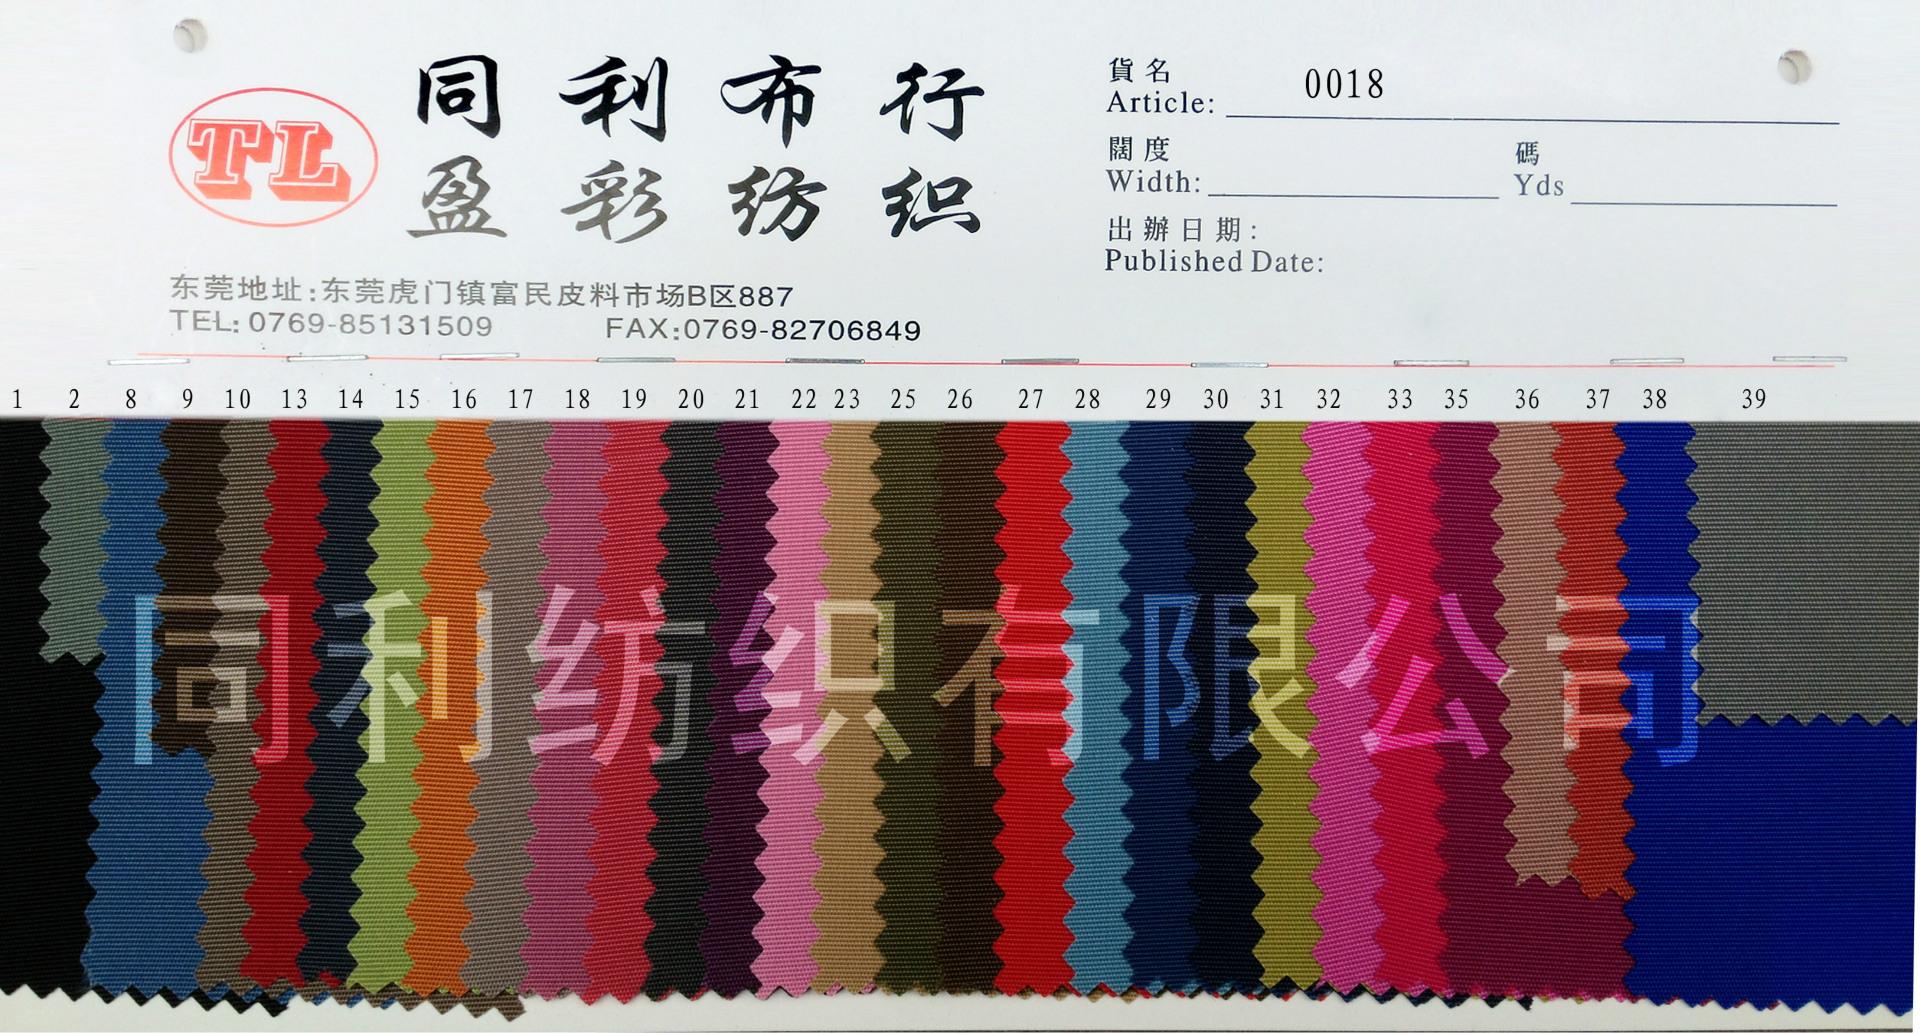 TL
同利布行
盈彩纺织
东莞地址:东莞虎门镇富民皮料市场B区887
TEL: 0769-85131509 FAX:0769-82706849
貨名
Article: 0018
闊度 碼
Width: Yds
出辦日期:
Published Date:
1 2 8 9 10 13 14 15 16 17 18 19 20 21 22 23 25 26 27 28 29 30 31 32 33 35 36 37 38 39
同利纺织有限公司